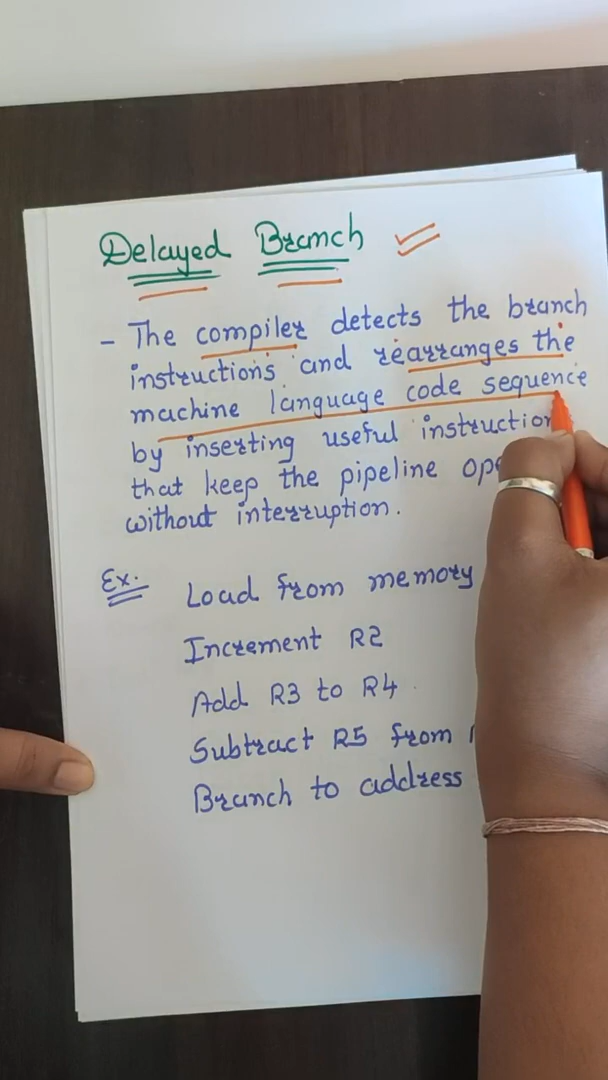 Delayed Branch
- The compiler detects the branch
instructions and rearranges the
machine language code sequence
by inserting useful
that keep the pipeline
without interruption.
Ex. Load from memory
Increment R2
Add R3 to R4
Subtract R5 from
Branch to address